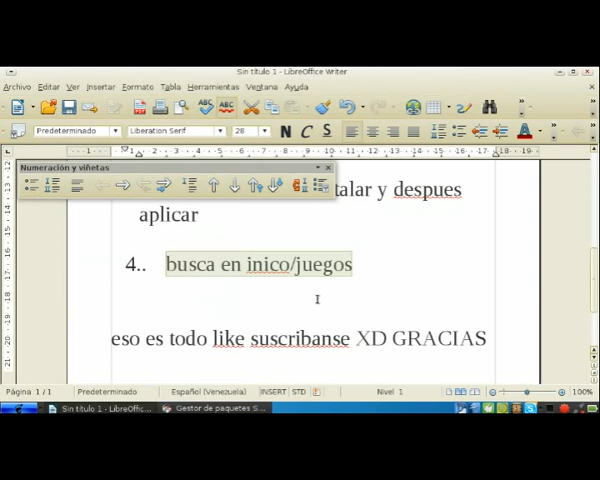 Sin título 1 - LibreOffice Writer
Archivo Editar Ver Insertar Formato Tabla Herramientas Ventana Ayuda
Predeterminado Liberation Serif 28 N C S
Numeración y viñetas
talar y despues
aplicar
4.. busca en inico/juegos
eso es todo like suscribanse XD GRACIAS
Página 1 / 1 Predeterminado Español (Venezuela) INSERT STD Nivel 1 100%
Sin título 1 - LibreOffic... Gestor de paquetes S...